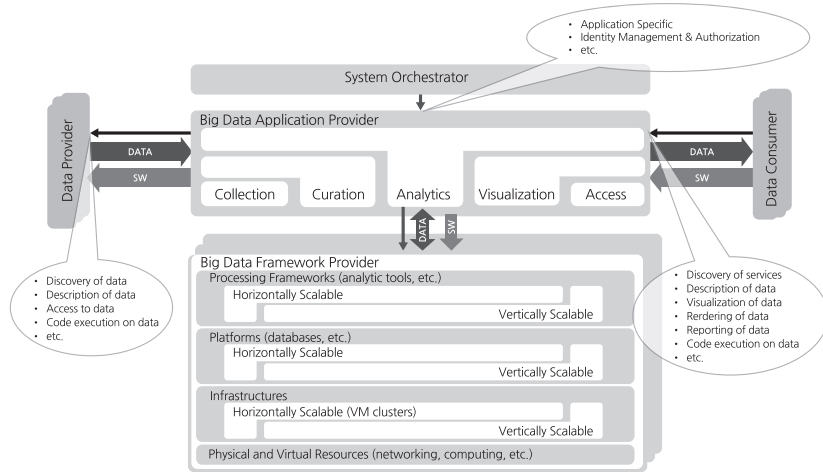 • Application Specific
• Identity Management & Authorization
• etc.
System Orchestrator
Big Data Application Provider
Data Provider
DATA
SW
Collection
Curation
Analytics
Visualization
Access
DATA
SW
Data Consumer
DATA
SW
Big Data Framework Provider
Processing Frameworks (analytic tools, etc.)
Horizontally Scalable
Vertically Scalable
Platforms (databases, etc.)
Horizontally Scalable
Vertically Scalable
Infrastructures
Horizontally Scalable (VM clusters)
Vertically Scalable
Physical and Virtual Resources (networking, computing, etc.)
• Discovery of data
• Description of data
• Access to data
• Code execution on data
• etc.
• Discovery of services
• Description of data
• Visualization of data
• Rendering of data
• Reporting of data
• Code execution on data
• etc.